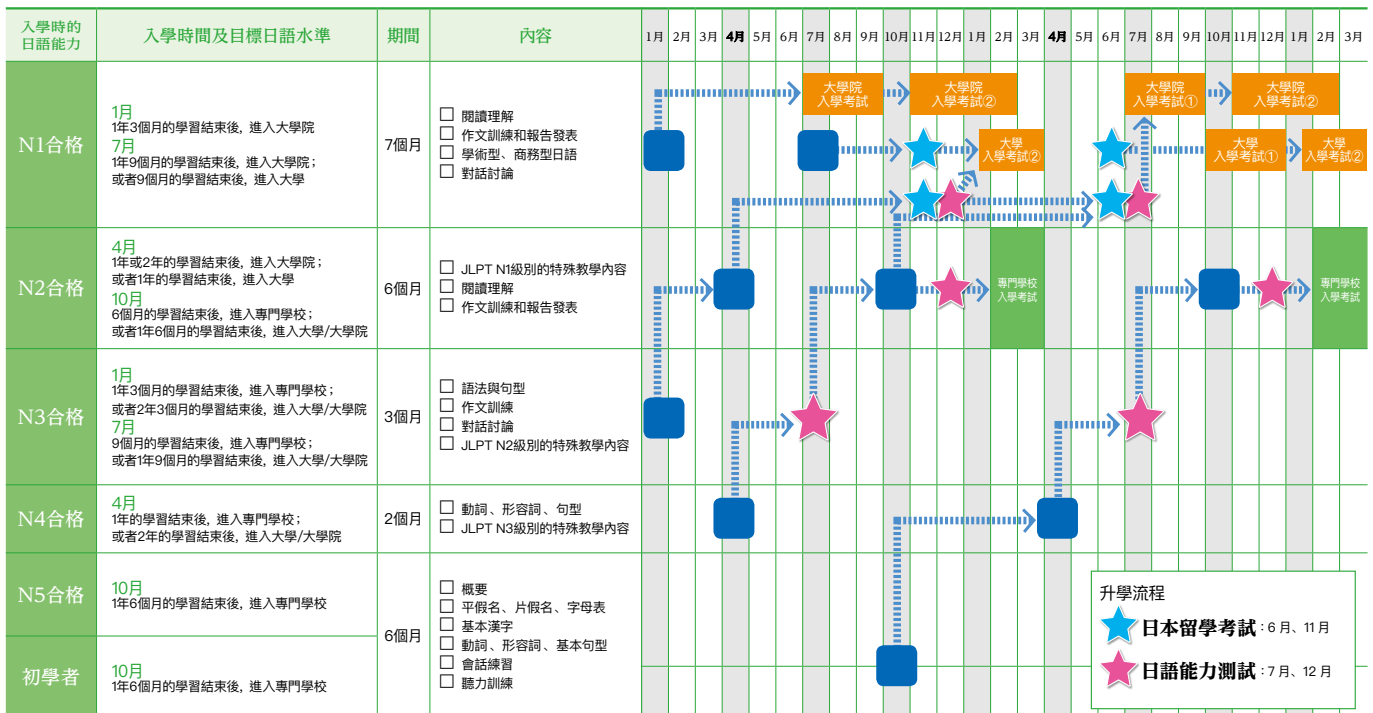 入學時的
日語能力
入學時間及目標日語水準
期間
內容
1月 2月 3月 4月 5月 6月 7月 8月 9月 10月 11月 12月 1月 2月 3月 4月 5月 6月 7月 8月 9月 10月 11月 12月 1月 2月 3月
N1合格
1月
1年3個月的學習結束後, 進入大學院
7月
1年9個月的學習結束後, 進入大學院；
或者9個月的學習結束後, 進入大學
7個月
□ 閱讀理解
□ 作文訓練和報告發表
□ 學術型、商務型日語
□ 對話討論
大學院
入學考試
大學院
入學考試②
大學
入學考試②
大學院
入學考試①
大學院
入學考試②
大學
入學考試①
大學
入學考試②
N2合格
4月
1年或2年的學習結束後, 進入大學院；
或者1年的學習結束後, 進入大學
10月
6個月的學習結束後, 進入專門學校；
或者1年6個月的學習結束後, 進入大學/大學院
6個月
□ JLPT N1級別的特殊教學內容
□ 閱讀理解
□ 作文訓練和報告發表
專門學校
入學考試
專門學校
入學考試
N3合格
1月
1年3個月的學習結束後, 進入專門學校；
或者2年3個月的學習結束後, 進入大學/大學院
7月
9個月的學習結束後, 進入專門學校；
或者1年9個月的學習結束後, 進入大學/大學院
3個月
□ 語法與句型
□ 作文訓練
□ 對話討論
□ JLPT N2級別的特殊教學內容
N4合格
4月
1年的學習結束後, 進入專門學校；
或者2年的學習結束後, 進入大學/大學院
2個月
□ 動詞、形容詞、句型
□ JLPT N3級別的特殊教學內容
N5合格
10月
1年6個月的學習結束後, 進入專門學校
6個月
□ 概要
□ 平假名、片假名、字母表
□ 基本漢字
□ 動詞、形容詞、基本句型
□ 會話練習
□ 聽力訓練
初學者
10月
1年6個月的學習結束後, 進入專門學校
升學流程
日本留學考試：6 月、11 月
日語能力測試：7 月、12 月